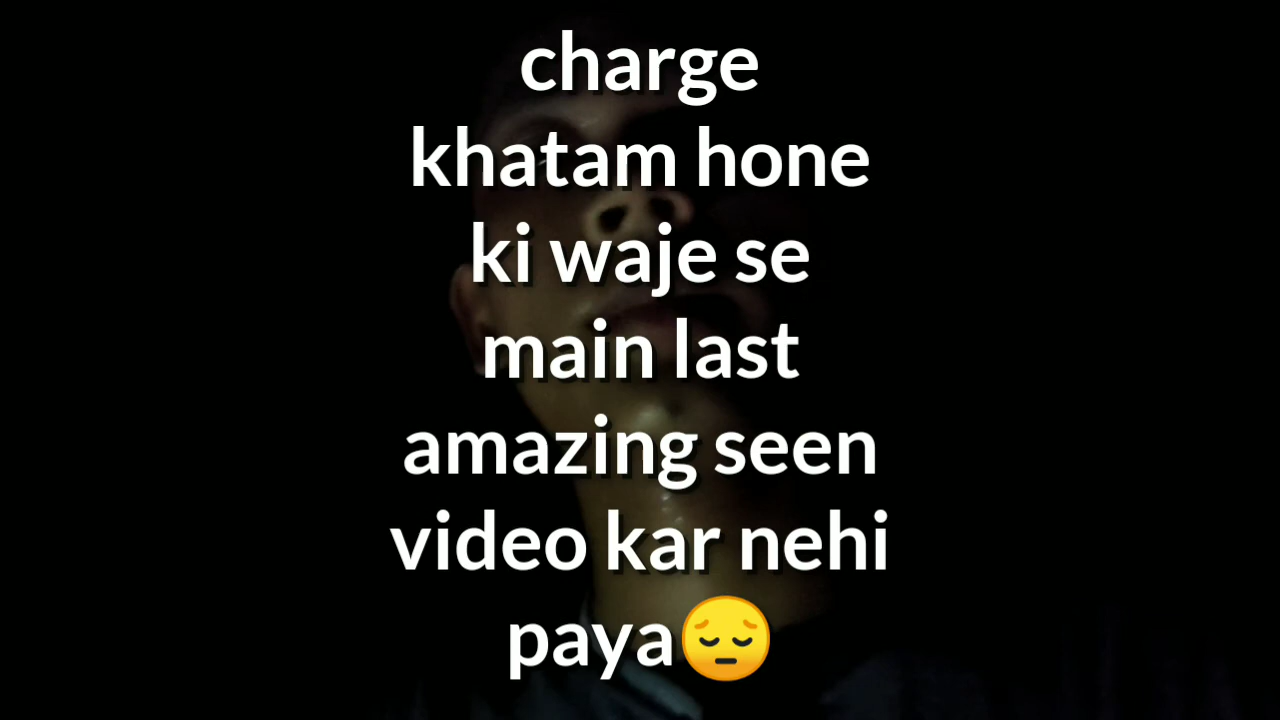 charge
khatam hone
ki waje se
main last
amazing seen
video kar nehi
paya😔